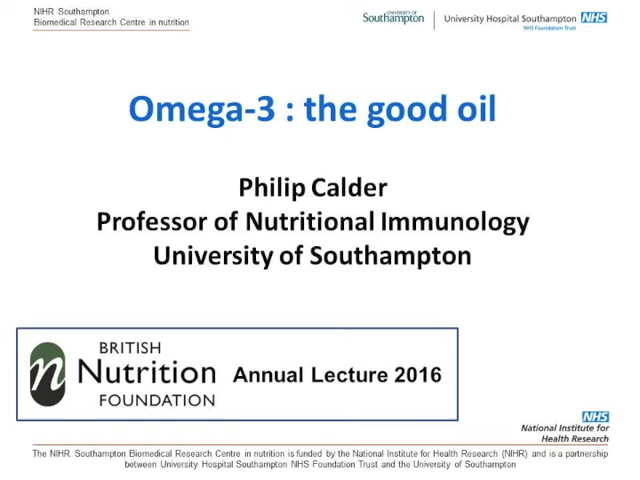 NIHR Southampton
Biomedical Research Centre in nutrition
UNIVERSITY OF
Southampton
University Hospital Southampton NHS
NHS Foundation Trust
Omega-3 : the good oil
Philip Calder
Professor of Nutritional Immunology
University of Southampton
n
BRITISH
Nutrition
FOUNDATION
Annual Lecture 2016
NHS
National Institute for
Health Research
The NIHR Southampton Biomedical Research Centre in nutrition is funded by the National Institute for Health Research (NIHR) and is a partnership
between University Hospital Southampton NHS Foundation Trust and the University of Southampton